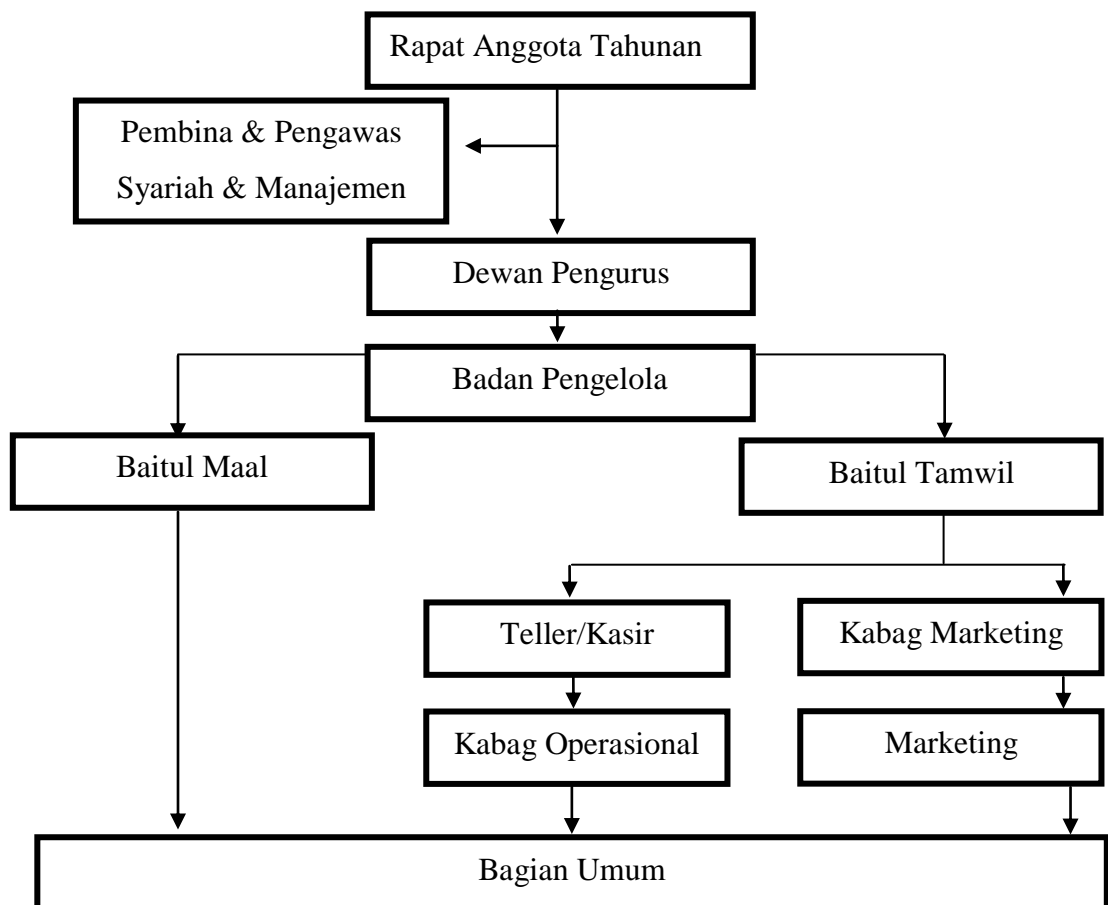 Rapat Anggota Tahunan
Pembina & Pengawas
Syariah & Manajemen
Dewan Pengurus
Badan Pengelola
Baitul Maal
Baitul Tamwil
Teller/Kasir
Kabag Marketing
Kabag Operasional
Marketing
Bagian Umum